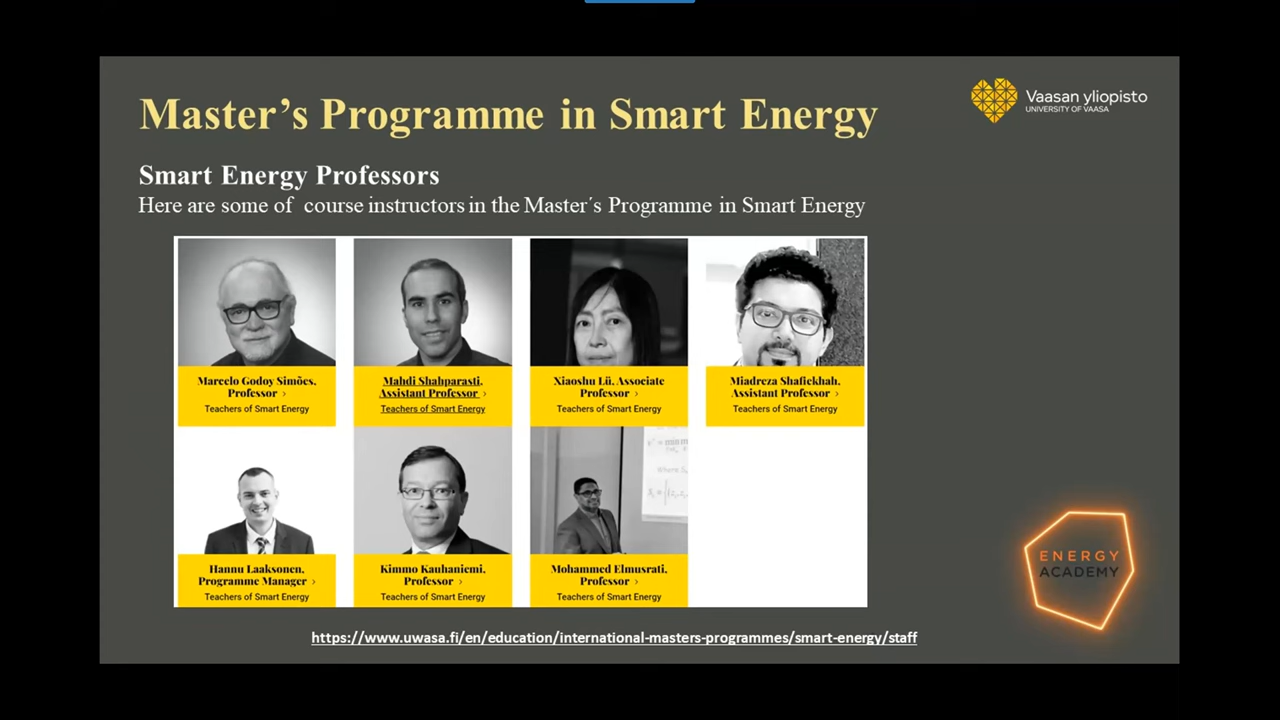 Master’s Programme in Smart Energy
Vaasan yliopisto
UNIVERSITY OF VAASA
Smart Energy Professors
Here are some of course instructors in the Master´s Programme in Smart Energy
Marcelo Godoy Simões,
Professor ›
Teachers of Smart Energy
Mahdi Shahparasti,
Assistant Professor ›
Teachers of Smart Energy
Xiaoshu Lü, Associate
Professor ›
Teachers of Smart Energy
Miadreza Shafiekhah,
Assistant Professor ›
Teachers of Smart Energy
Hannu Laaksonen,
Programme Manager ›
Teachers of Smart Energy
Kimmo Kauhaniemi,
Professor ›
Teachers of Smart Energy
Mohammed Elmusrati,
Professor ›
Teachers of Smart Energy
ENERGY
ACADEMY
https://www.uwasa.fi/en/education/international-masters-programmes/smart-energy/staff